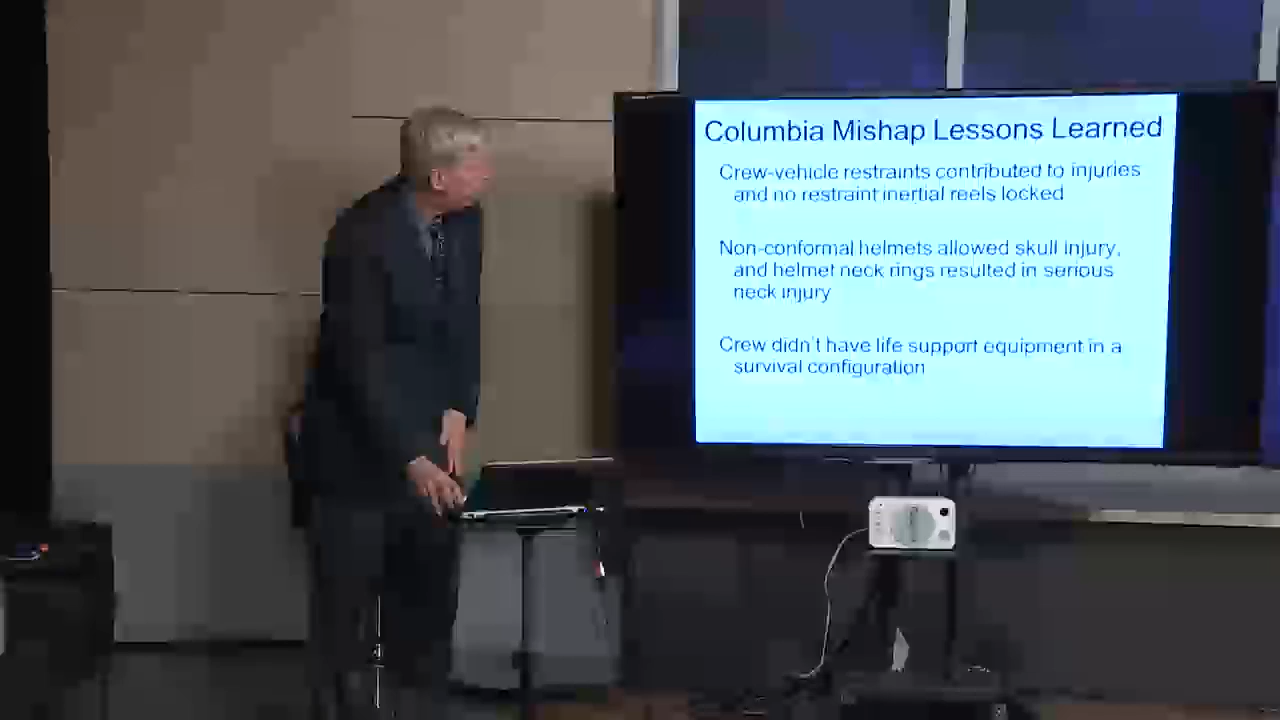 Columbia Mishap Lessons Learned
Crew-vehicle restraints contributed to injuries
and no restraint inertial reels locked
Non-conformal helmets allowed skull injury,
and helmet neck rings resulted in serious
neck injury
Crew didn't have life support equipment in a
survival configuration